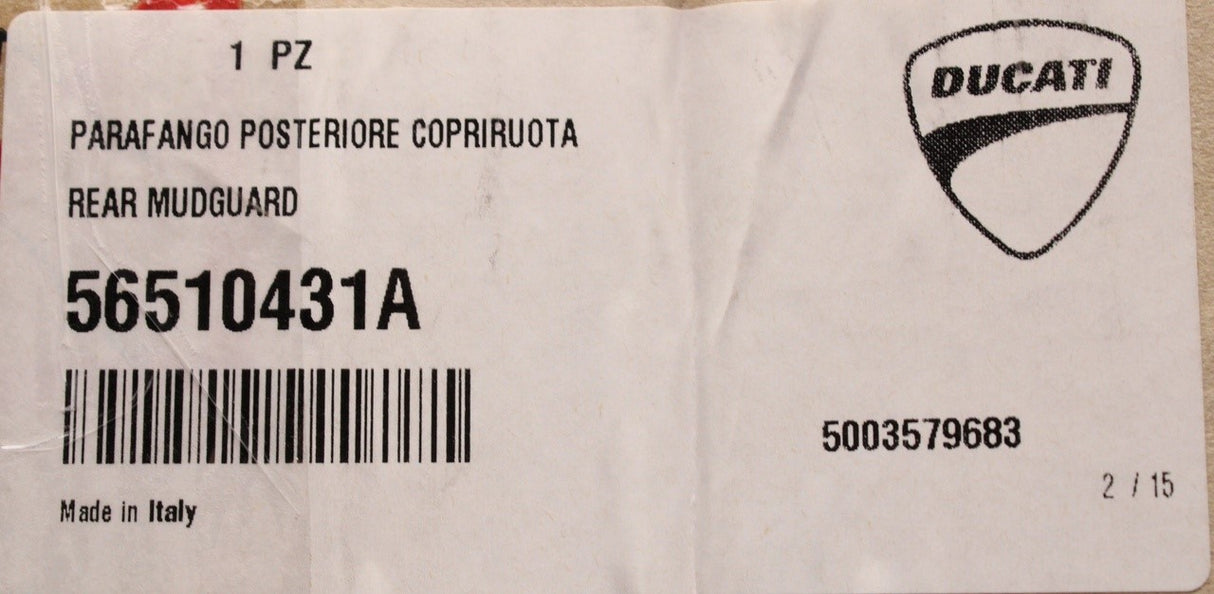 1 PZ
DUCATI
PARAFANGO POSTERIORE COPRIRUOTA
REAR MUDGUARD
56510431A
5003579683
2 / 15
Made in Italy